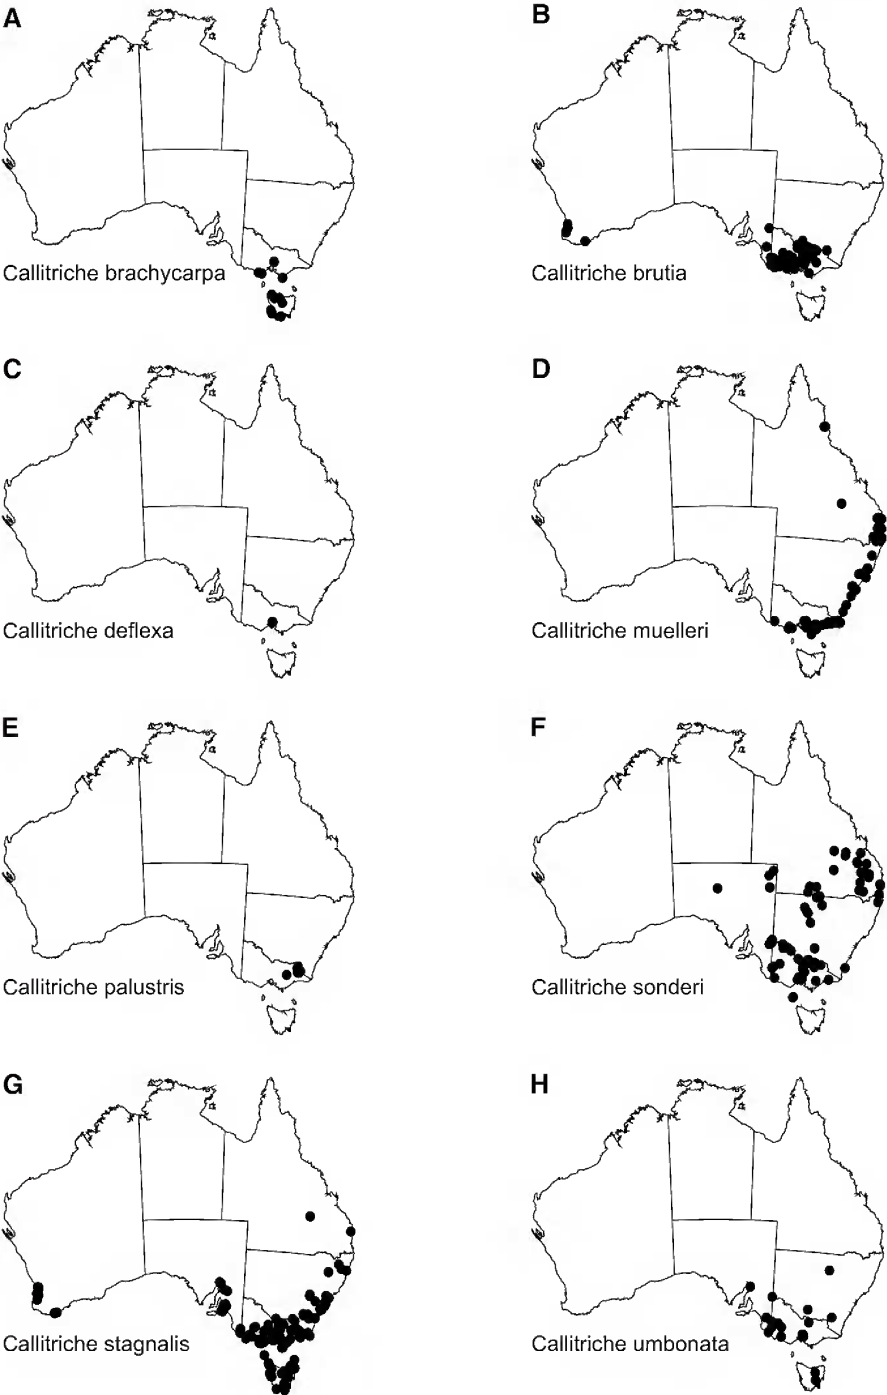 A
Callitriche brachycarpa
B
Callitriche brutia
C
Callitriche deflexa
D
Callitriche muelleri
E
Callitriche palustris
F
Callitriche sonderi
G
Callitriche stagnalis
H
Callitriche umbonata